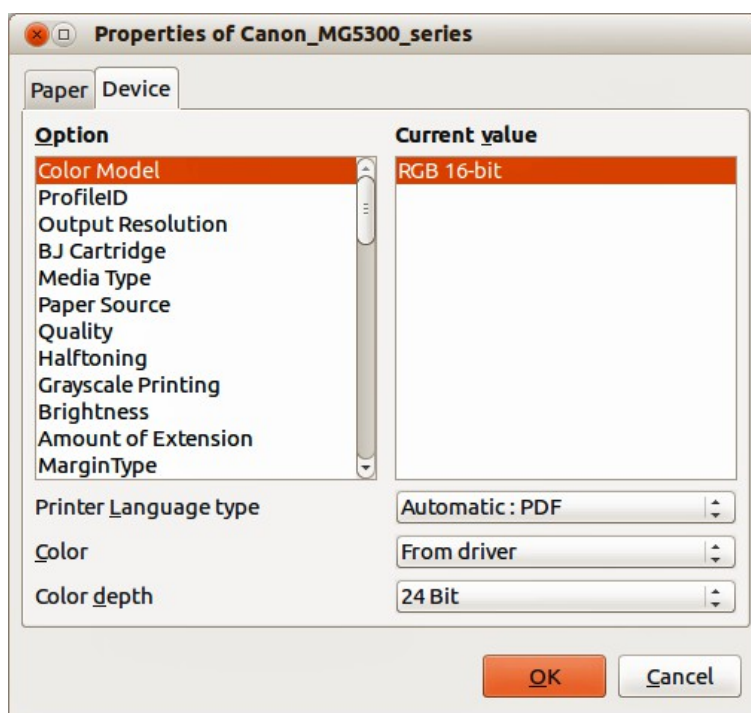 Properties of Canon_MG5300_series
Paper
Device
Option
Color Model
ProfileID
Output Resolution
BJ Cartridge
Media Type
Paper Source
Quality
Halftoning
Grayscale Printing
Brightness
Amount of Extension
MarginType
Current value
RGB 16-bit
Printer Language type
Automatic : PDF
Color
From driver
Color depth
24 Bit
OK
Cancel